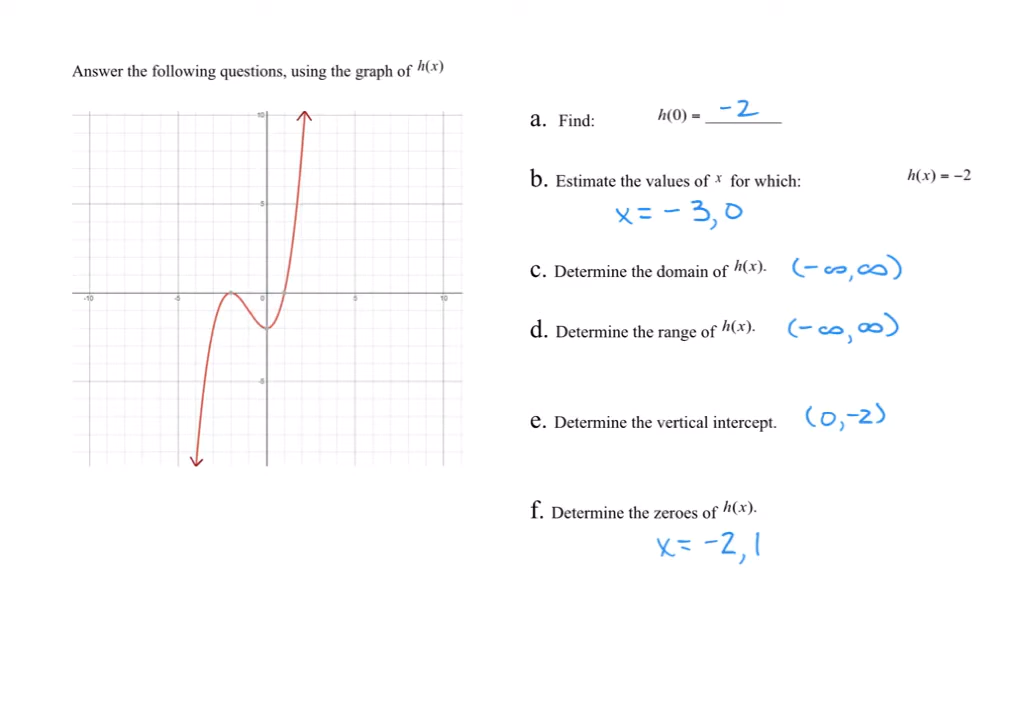 Answer the following questions, using the graph of h(x)
a. Find: h(0) = -2
b. Estimate the values of x for which: h(x) = −2
x = -3, 0
c. Determine the domain of h(x). (-∞, ∞)
d. Determine the range of h(x). (-∞, ∞)
e. Determine the vertical intercept. (0, -2)
f. Determine the zeroes of h(x).
x = -2, 1
10
5
-10 -5 0 5 10
-5